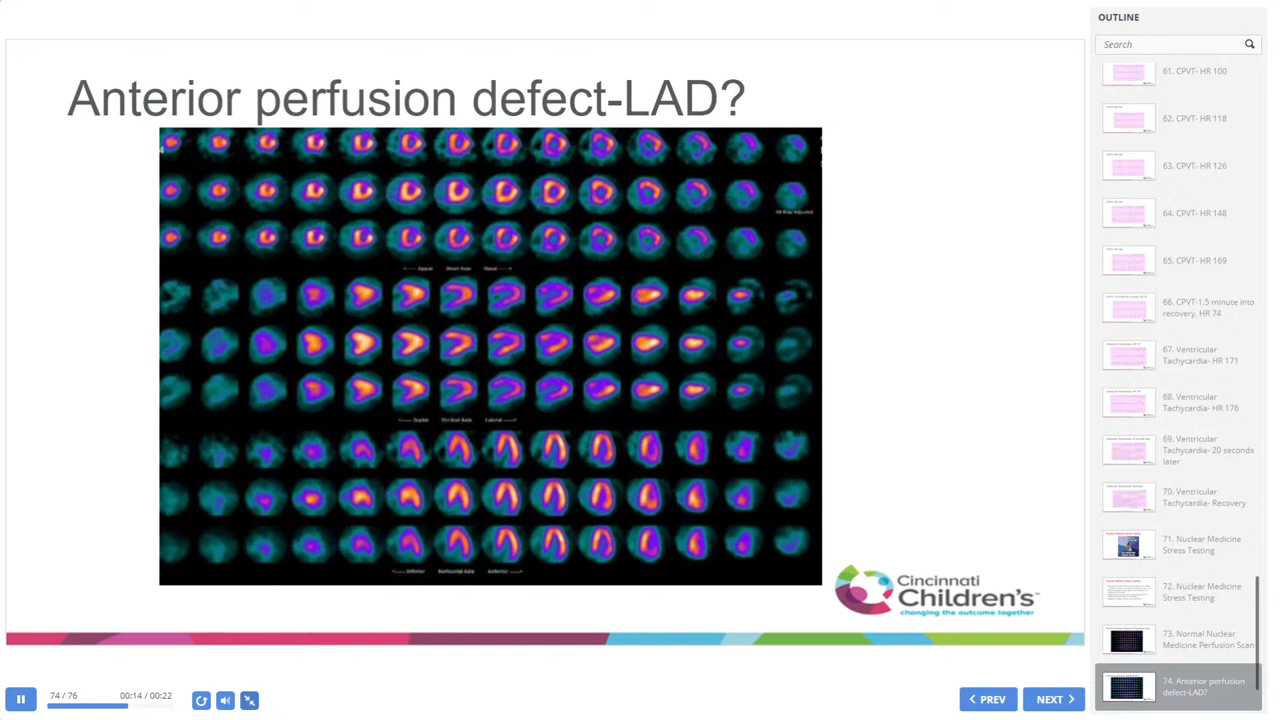 Anterior perfusion defect-LAD?
Apical Short Axis Basal
Septal Vertical Axis Lateral
Inferior Horizontal Axis Anterior
Cincinnati
Children's™
changing the outcome together
74 / 76
00:14 / 00:22
PREV
NEXT
OUTLINE
Search
61. CPVT- HR 100
62. CPVT- HR 118
63. CPVT- HR 126
64. CPVT- HR 148
65. CPVT- HR 169
66. CPVT-1.5 minute into
recovery, HR 74
67. Ventricular
Tachycardia- HR 171
68. Ventricular
Tachycardia- HR 176
69. Ventricular
Tachycardia- 20 seconds
later
70. Ventricular
Tachycardia- Recovery
71. Nuclear Medicine
Stress Testing
72. Nuclear Medicine
Stress Testing
73. Normal Nuclear
Medicine Perfusion Scan
74. Anterior perfusion
defect-LAD?